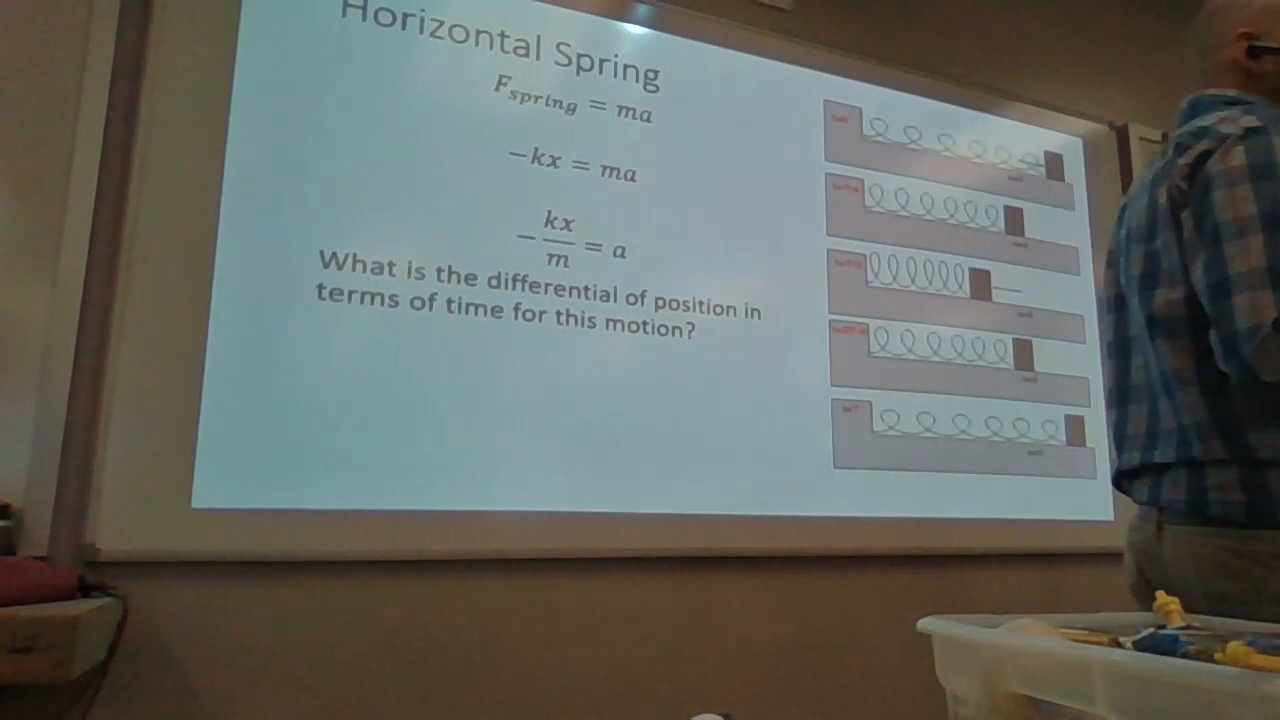 Horizontal Spring
F_spring = ma
−kx = ma
−kx/m = a
What is the differential of position in
terms of time for this motion?